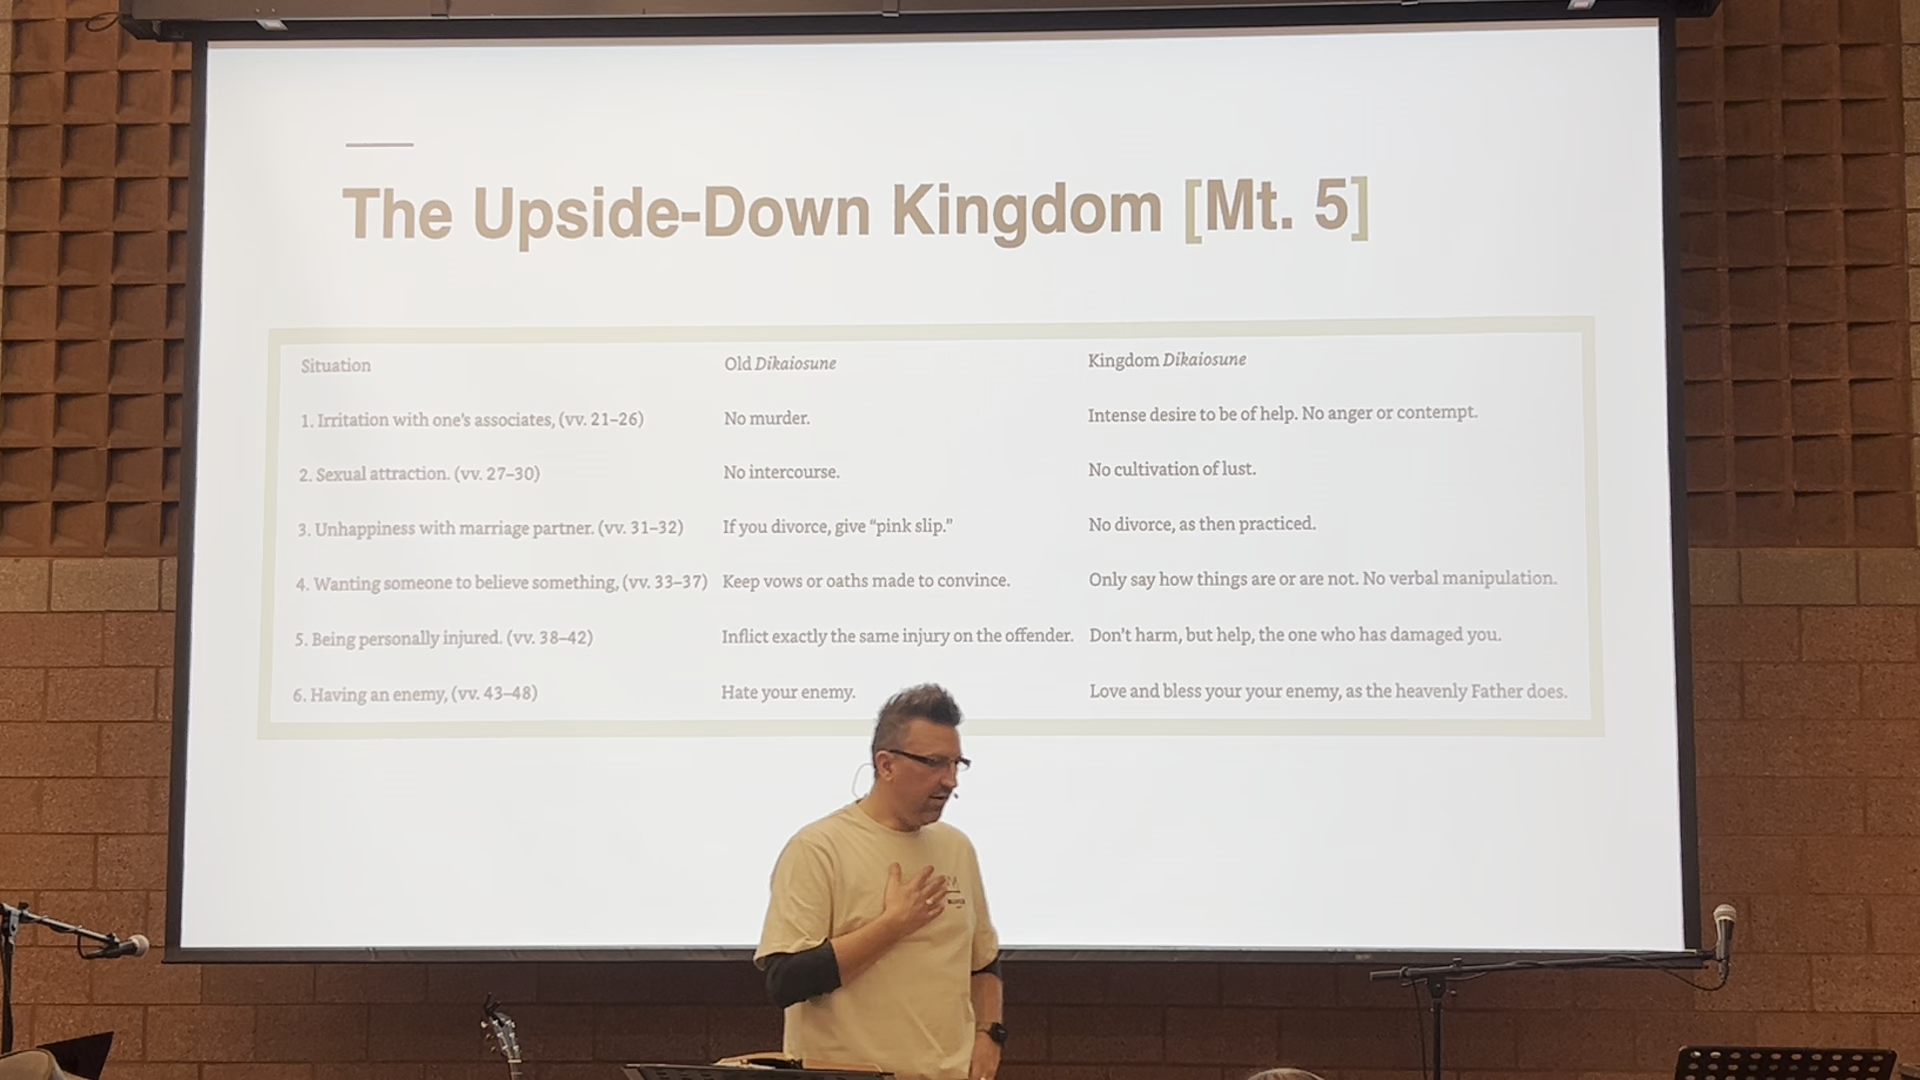 The Upside-Down Kingdom [Mt. 5]
Situation Old Dikaiosune Kingdom Dikaiosune
1. Irritation with one's associates, (vv. 21–26) No murder. Intense desire to be of help. No anger or contempt.
2. Sexual attraction. (vv. 27–30) No intercourse. No cultivation of lust.
3. Unhappiness with marriage partner. (vv. 31–32) If you divorce, give “pink slip.” No divorce, as then practiced.
4. Wanting someone to believe something, (vv. 33–37) Keep vows or oaths made to convince. Only say how things are or are not. No verbal manipulation.
5. Being personally injured. (vv. 38–42) Inflict exactly the same injury on the offender. Don't harm, but help, the one who has damaged you.
6. Having an enemy, (vv. 43–48) Hate your enemy. Love and bless your your enemy, as the heavenly Father does.